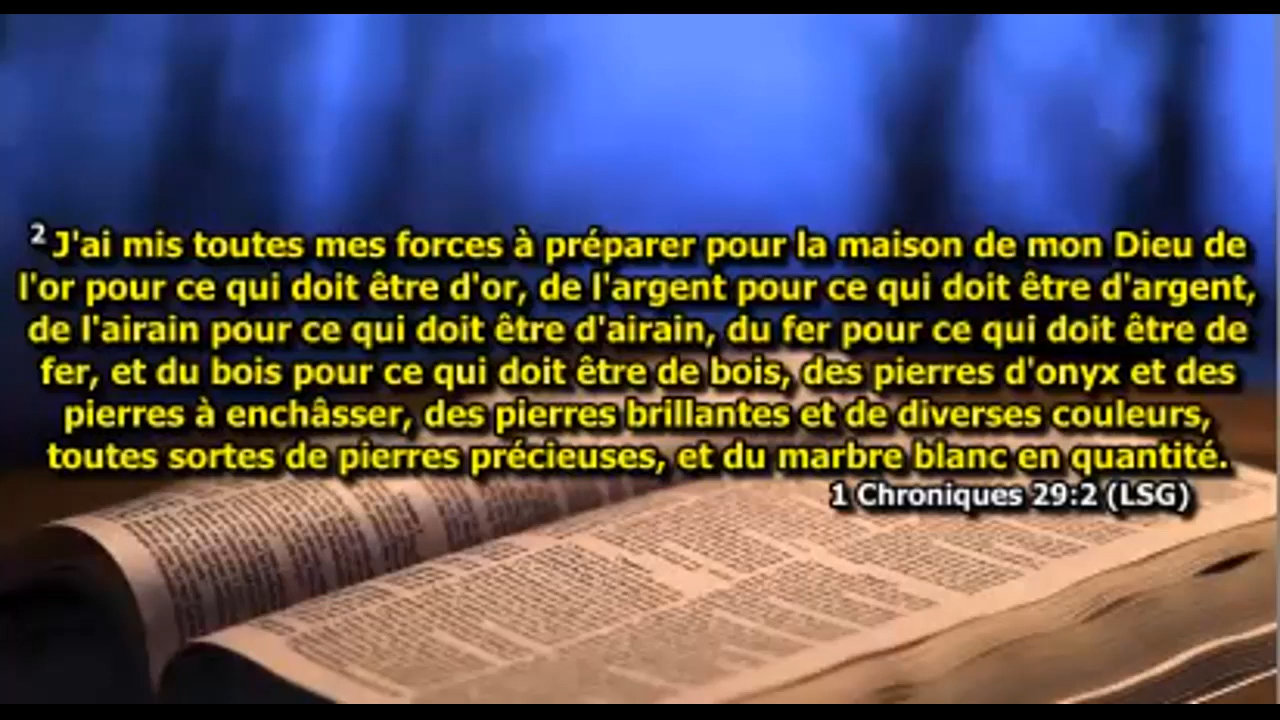 2 J'ai mis toutes mes forces à préparer pour la maison de mon Dieu de
l'or pour ce qui doit être d'or, de l'argent pour ce qui doit être d'argent,
de l'airain pour ce qui doit être d'airain, du fer pour ce qui doit être de
fer, et du bois pour ce qui doit être de bois, des pierres d'onyx et des
pierres à enchâsser, des pierres brillantes et de diverses couleurs,
toutes sortes de pierres précieuses, et du marbre blanc en quantité.
1 Chroniques 29:2 (LSG)